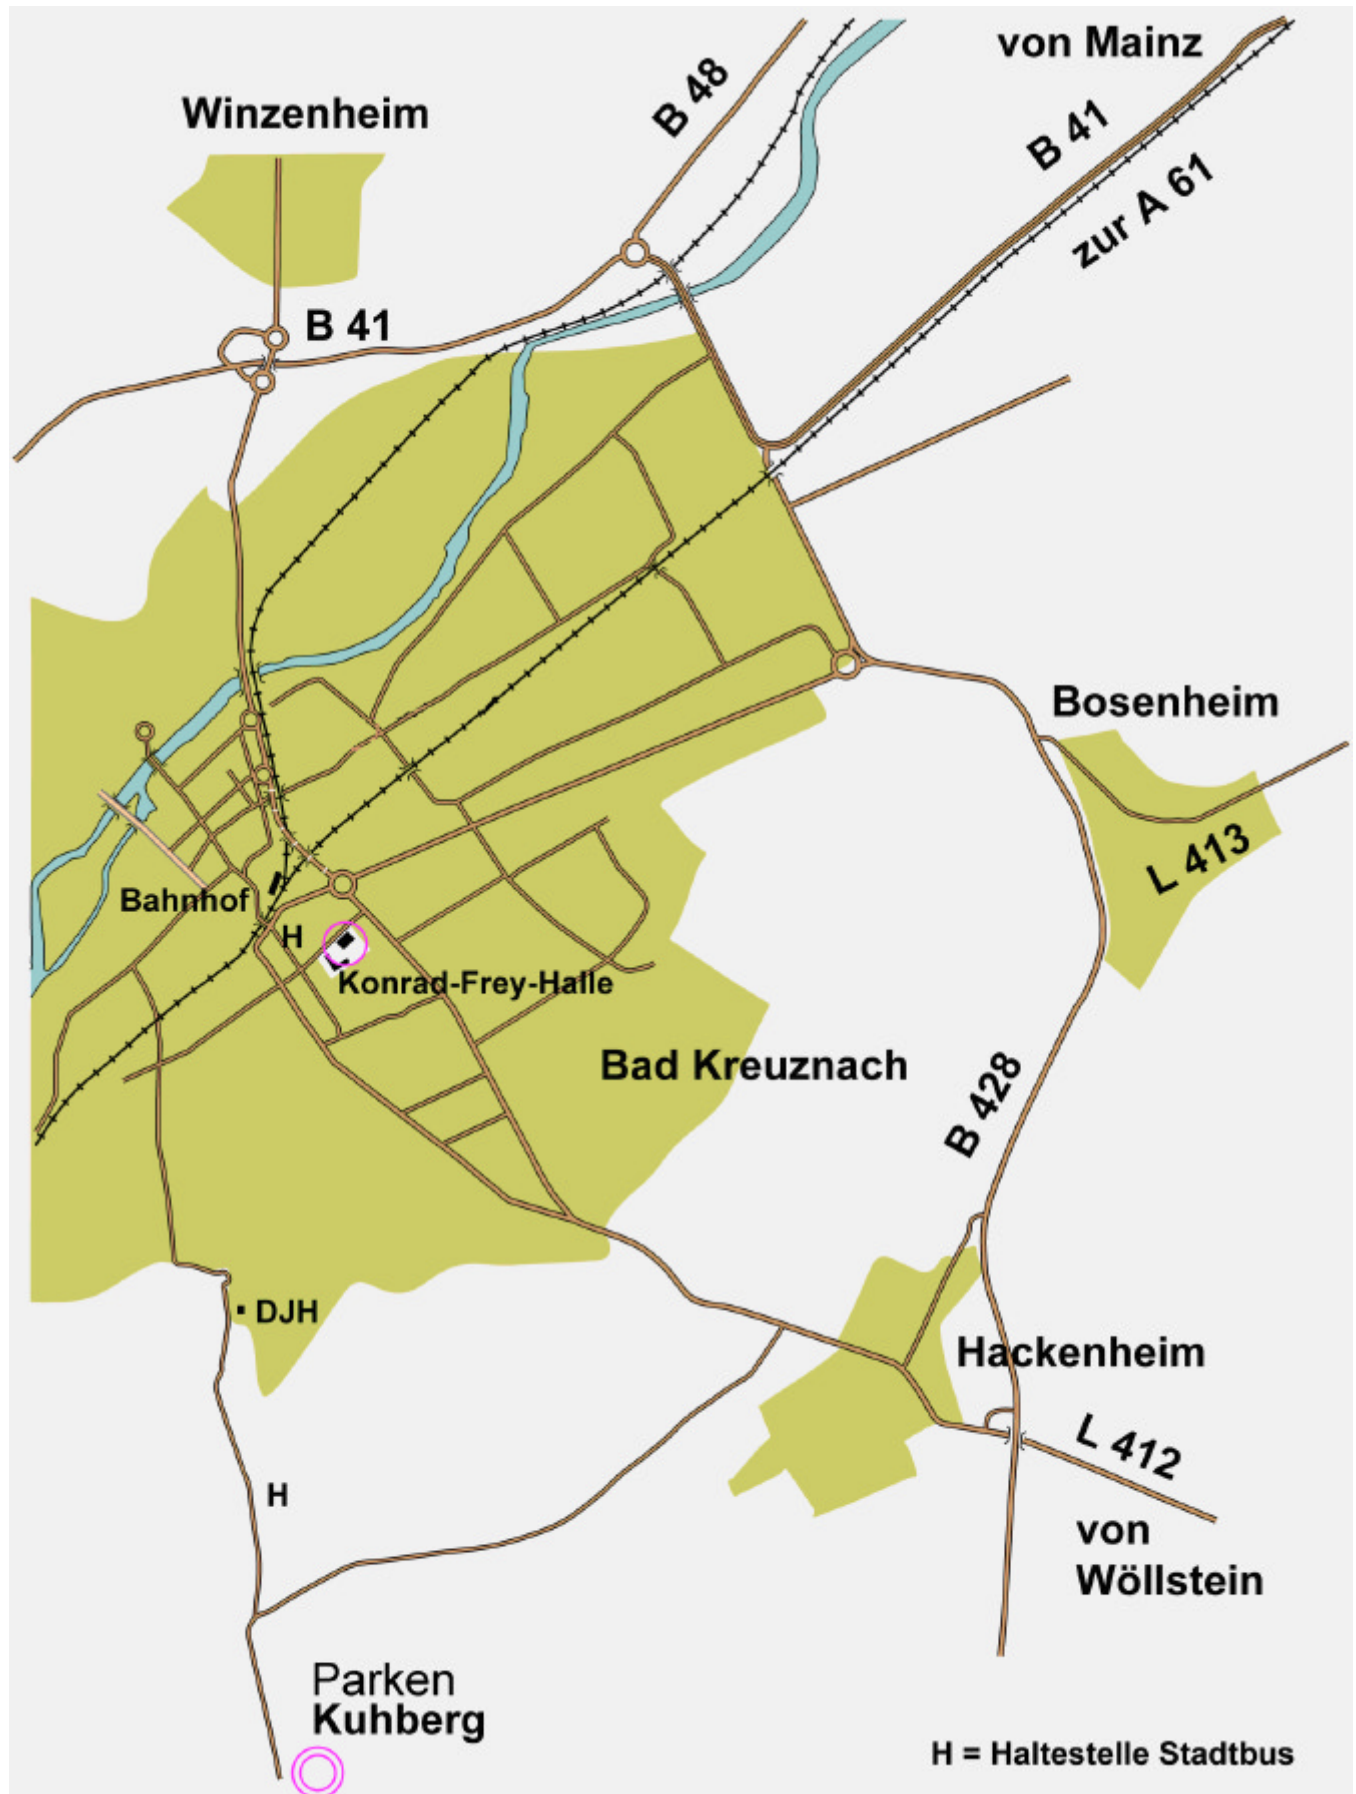 von Mainz
B 48
Winzenheim
B 41
zur A 61
B 41
Bosenheim
L 413
Bahnhof
H
Konrad-Frey-Halle
Bad Kreuznach
B 428
DJH
Hackenheim
L 412
H
von
Wöllstein
Parken
Kuhberg
H = Haltestelle Stadtbus